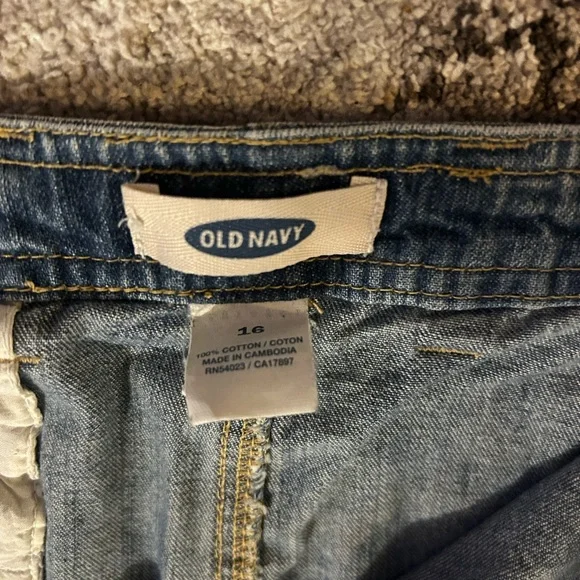 OLD NAVY
16
100% COTTON / COTON
MADE IN CAMBODIA
RN54023 / CA17897